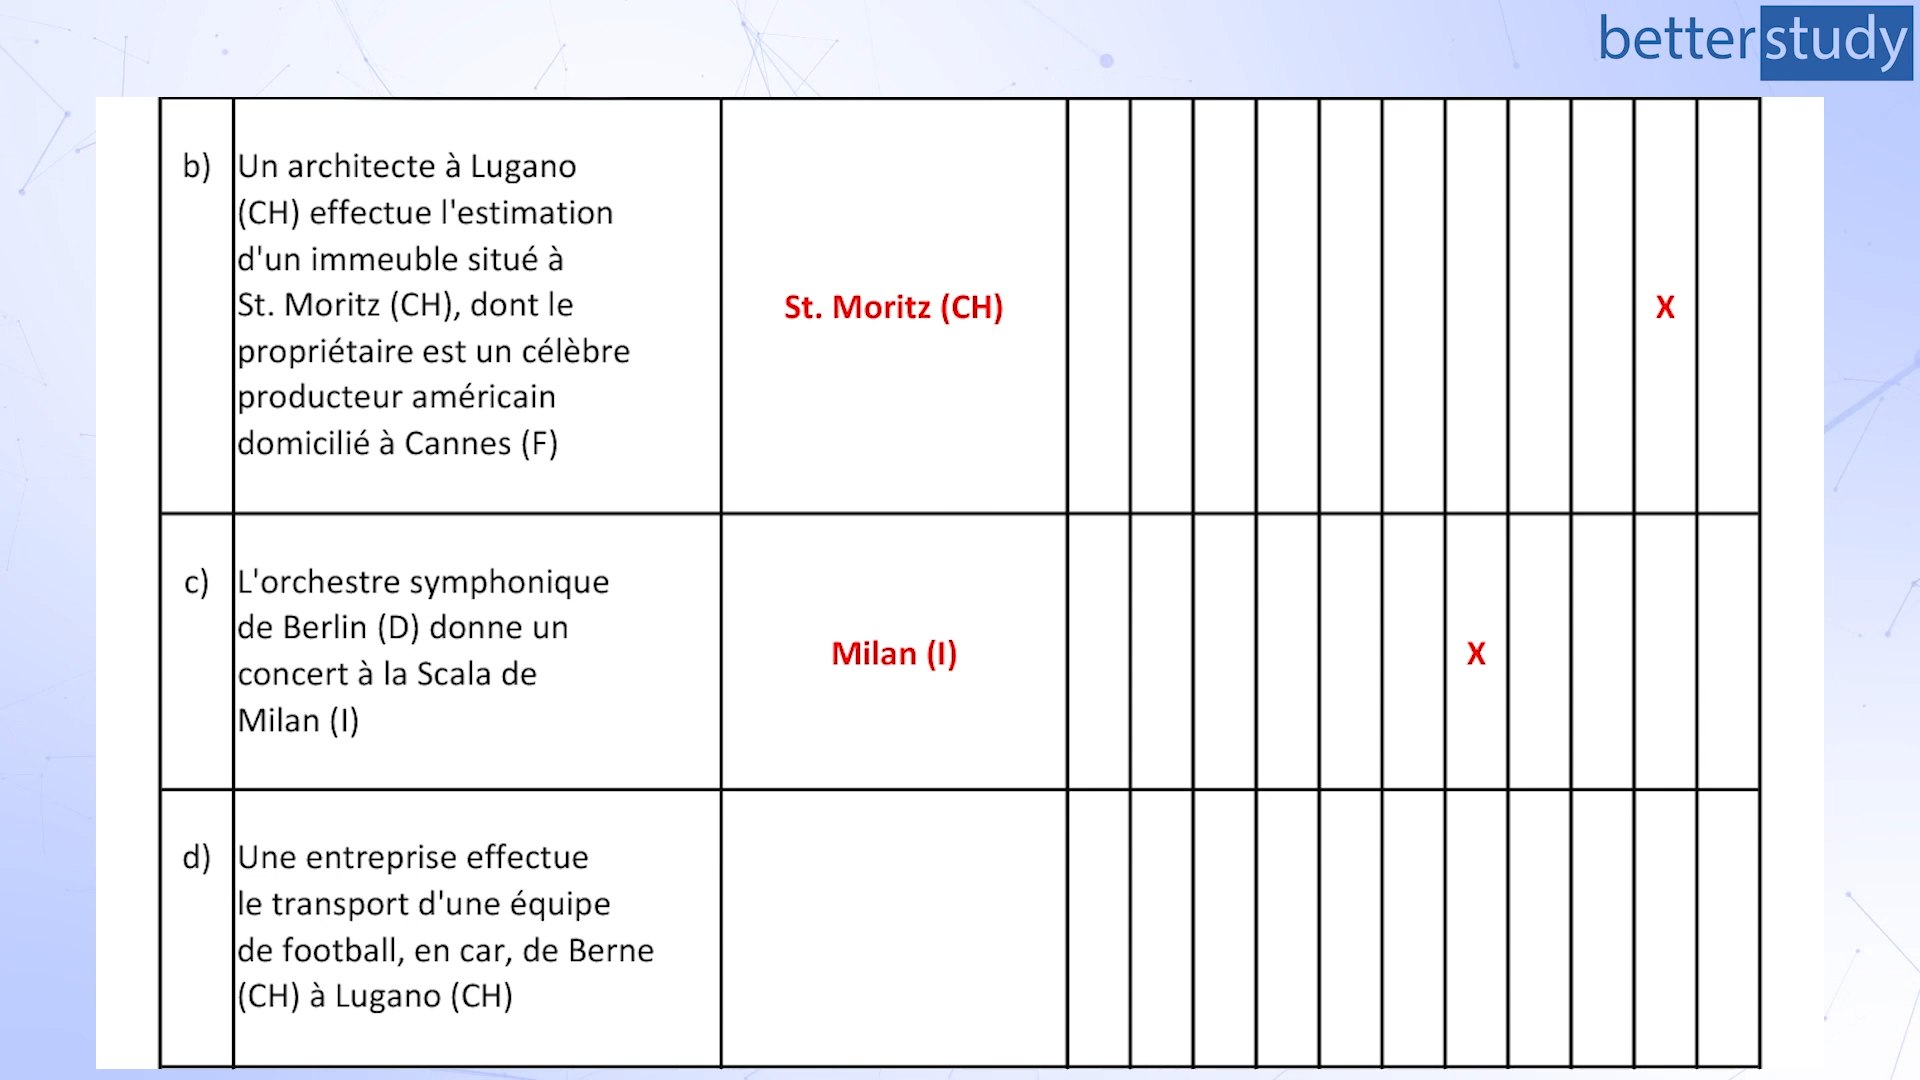 betterstudy
b)
Un architecte à Lugano
(CH) effectue l'estimation
d'un immeuble situé à
St. Moritz (CH), dont le
propriétaire est un célèbre
producteur américain
domicilié à Cannes (F)
St. Moritz (CH)
X
c)
L'orchestre symphonique
de Berlin (D) donne un
concert à la Scala de
Milan (I)
Milan (I)
X
d)
Une entreprise effectue
le transport d'une équipe
de football, en car, de Berne
(CH) à Lugano (CH)